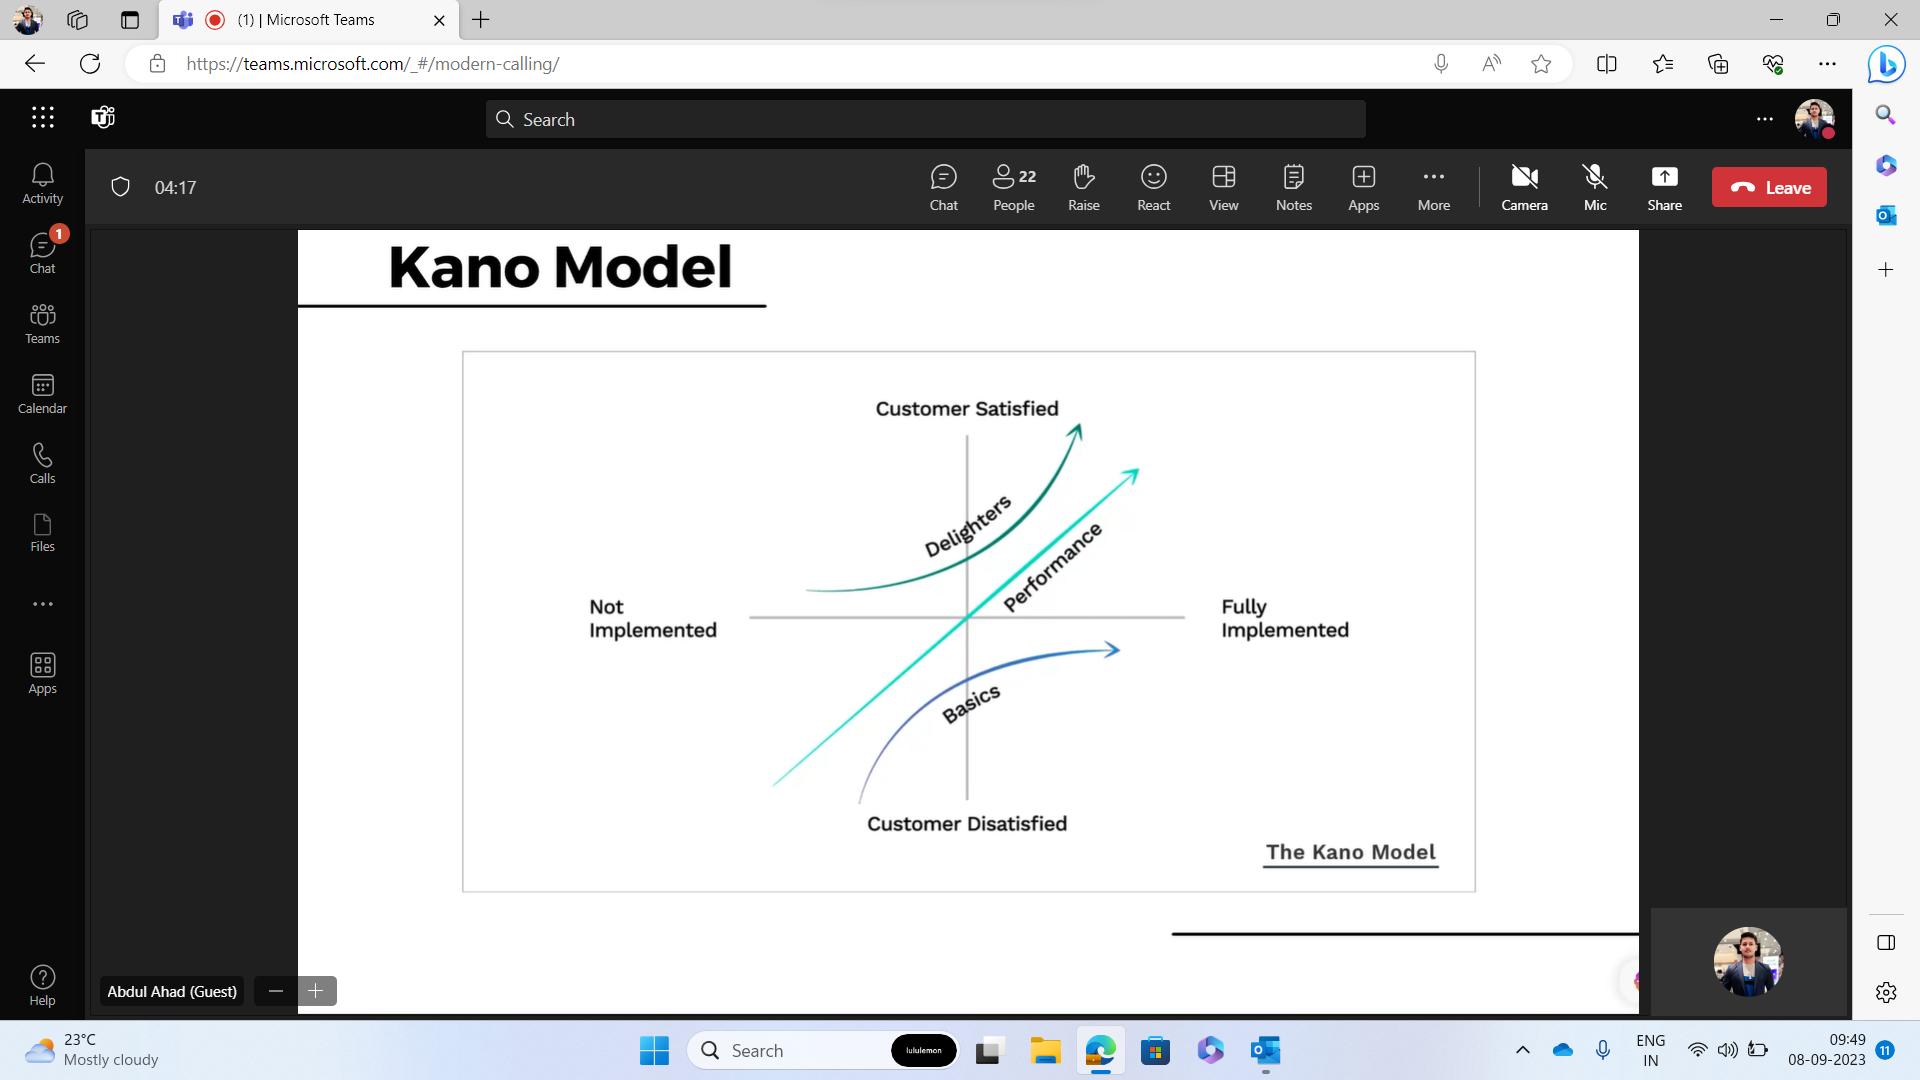 (1) | Microsoft Teams
https://teams.microsoft.com/_#/modern-calling/
Search
Activity
1
Chat
Teams
Calendar
Calls
Files
Apps
Help
04:17
Chat
22
People
Raise
React
View
Notes
Apps
More
Camera
Mic
Share
Leave
Kano Model
Customer Satisfied
Delighters
Performance
Not
Implemented
Fully
Implemented
Basics
Customer Disatisfied
The Kano Model
Abdul Ahad (Guest)
23°C
Mostly cloudy
Search
lululemon
ENG
IN
09:49
08-09-2023
11